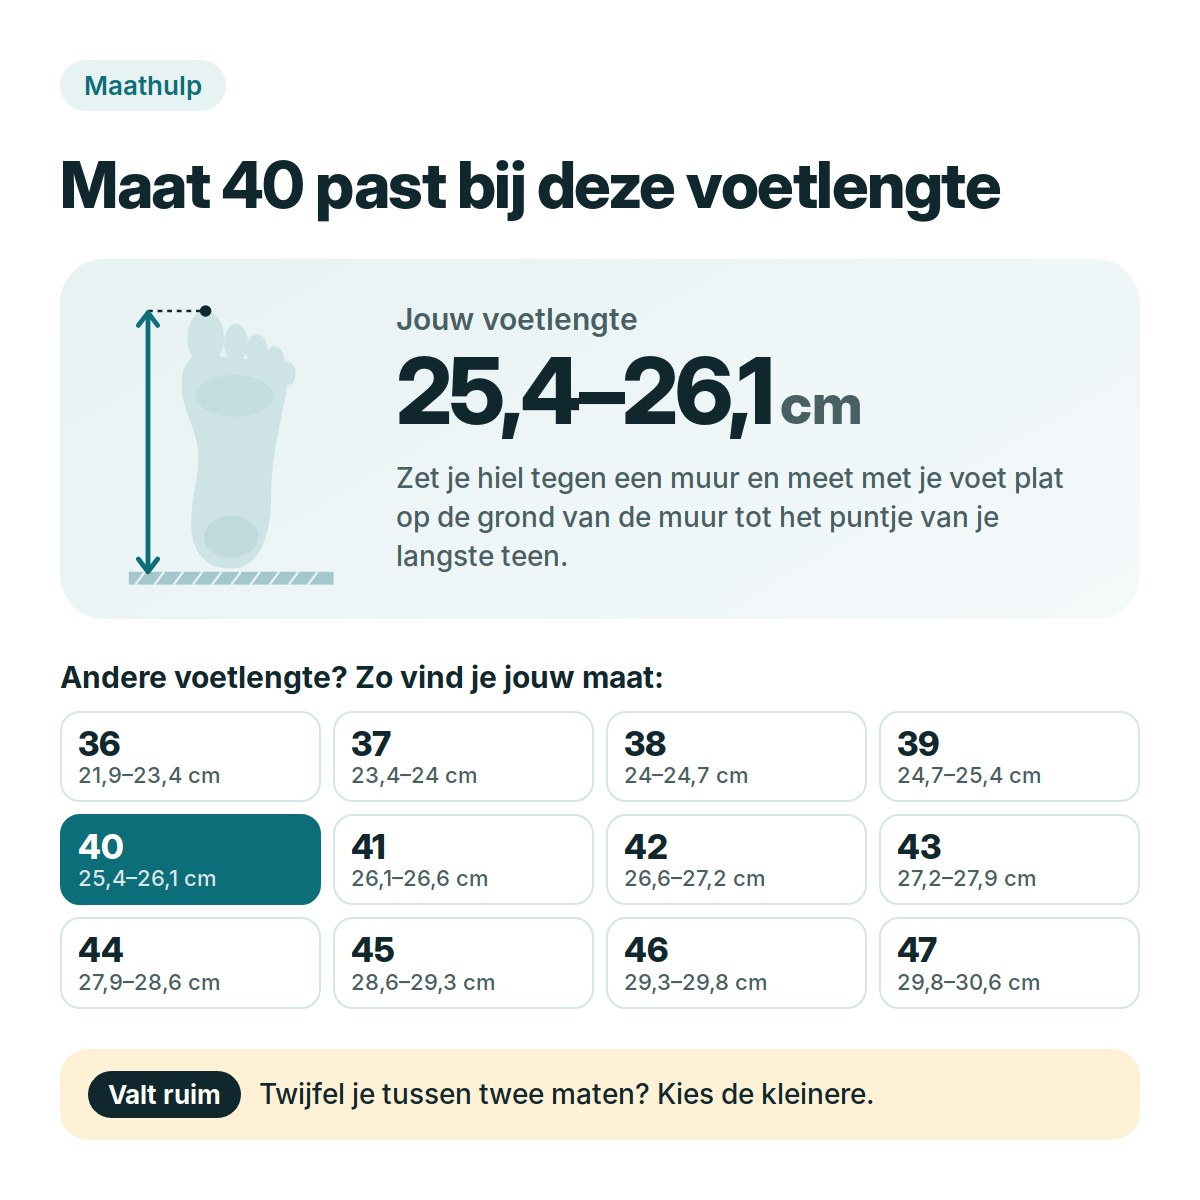 Maathulp
Maat 40 past bij deze voetlengte
Jouw voetlengte
25,4–26,1 cm
Zet je hiel tegen een muur en meet met je voet plat
op de grond van de muur tot het puntje van je
langste teen.
Andere voetlengte? Zo vind je jouw maat:
36
21,9–23,4 cm
37
23,4–24 cm
38
24–24,7 cm
39
24,7–25,4 cm
40
25,4–26,1 cm
41
26,1–26,6 cm
42
26,6–27,2 cm
43
27,2–27,9 cm
44
27,9–28,6 cm
45
28,6–29,3 cm
46
29,3–29,8 cm
47
29,8–30,6 cm
Valt ruim Twijfel je tussen twee maten? Kies de kleinere.